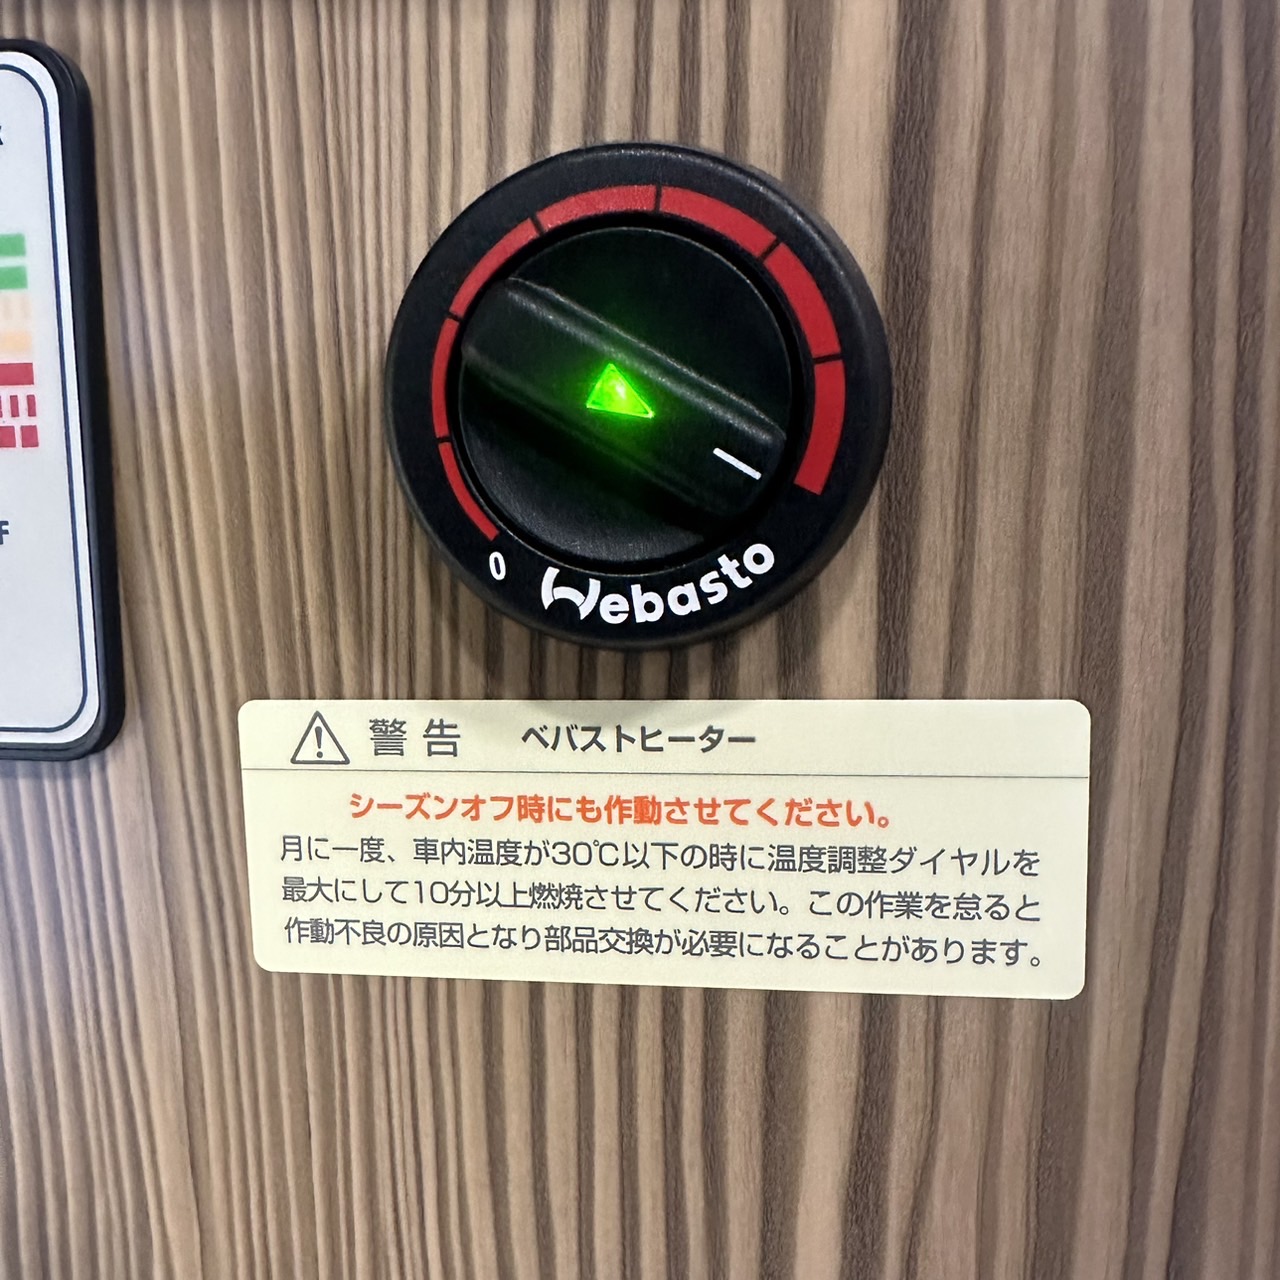 0
Webasto
警告 ベバストヒーター
シーズンオフ時にも作動させてください。
月に一度、車内温度が30℃以下の時に温度調整ダイヤルを
最大にして10分以上燃焼させてください。この作業を怠ると
作動不良の原因となり部品交換が必要になることがあります。